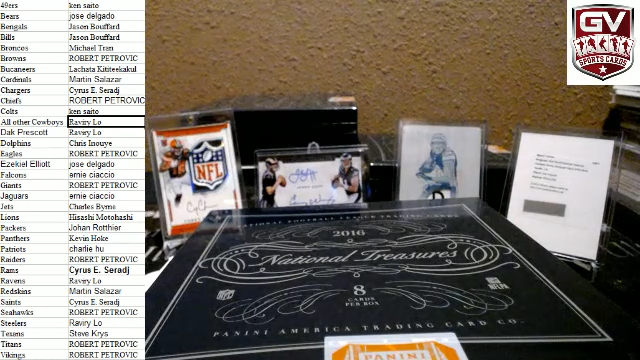 49ers ken saito
Bears jose delgado
Bengals Jason Bouffard
Bills Jason Bouffard
Broncos Michael Tran
Browns ROBERT PETROVIC
Bucaneers Lachata Kititeekakul
Cardinals Martin Salazar
Chargers Cyrus E. Seradj
Chiefs ROBERT PETROVIC
Colts ken saito
All other Cowboys Raviry Lo
Dak Prescott Ravery Lo
Dolphins Chris Inouye
Eagles ROBERT PETROVIC
Ezekiel Elliott jose delgado
Falcons ernie ciaccio
Giants ROBERT PETROVIC
Jaguars ernie ciaccio
Jets Charles Byrne
Lions Hisashi Motohashi
Packers Johan Rotthier
Panthers Kevin Hoke
Patriots charlie hu
Raiders ROBERT PETROVIC
Rams Cyrus E. Seradj
Ravens Raviry Lo
Redskins Martin Salazar
Saints Cyrus E. Seradj
Seahawks ROBERT PETROVIC
Steelers Raviry Lo
Texans Steve Krys
Titans ROBERT PETROVIC
Vikings ROBERT PETROVIC
GV
SPORTS CARDS
NFL
NATIONAL FOOTBALL LEAGUE TRADING CARD
2016
National Treasures
8
CARDS
PER BOX
PANINI AMERICA TRADING CARD CO.
PANINI